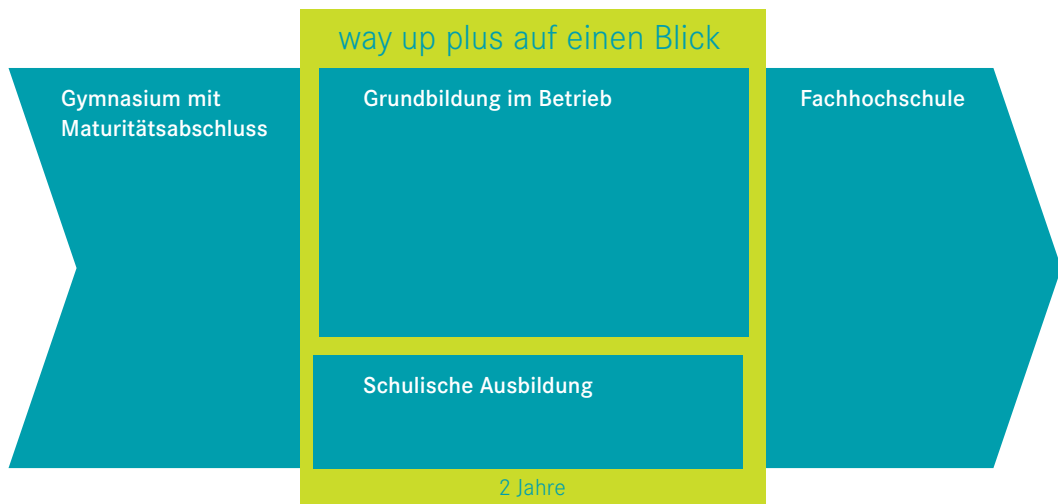 way up plus auf einen Blick
Gymnasium mit
Maturitätsabschluss
Grundbildung im Betrieb
Fachhochschule
Schulische Ausbildung
2 Jahre